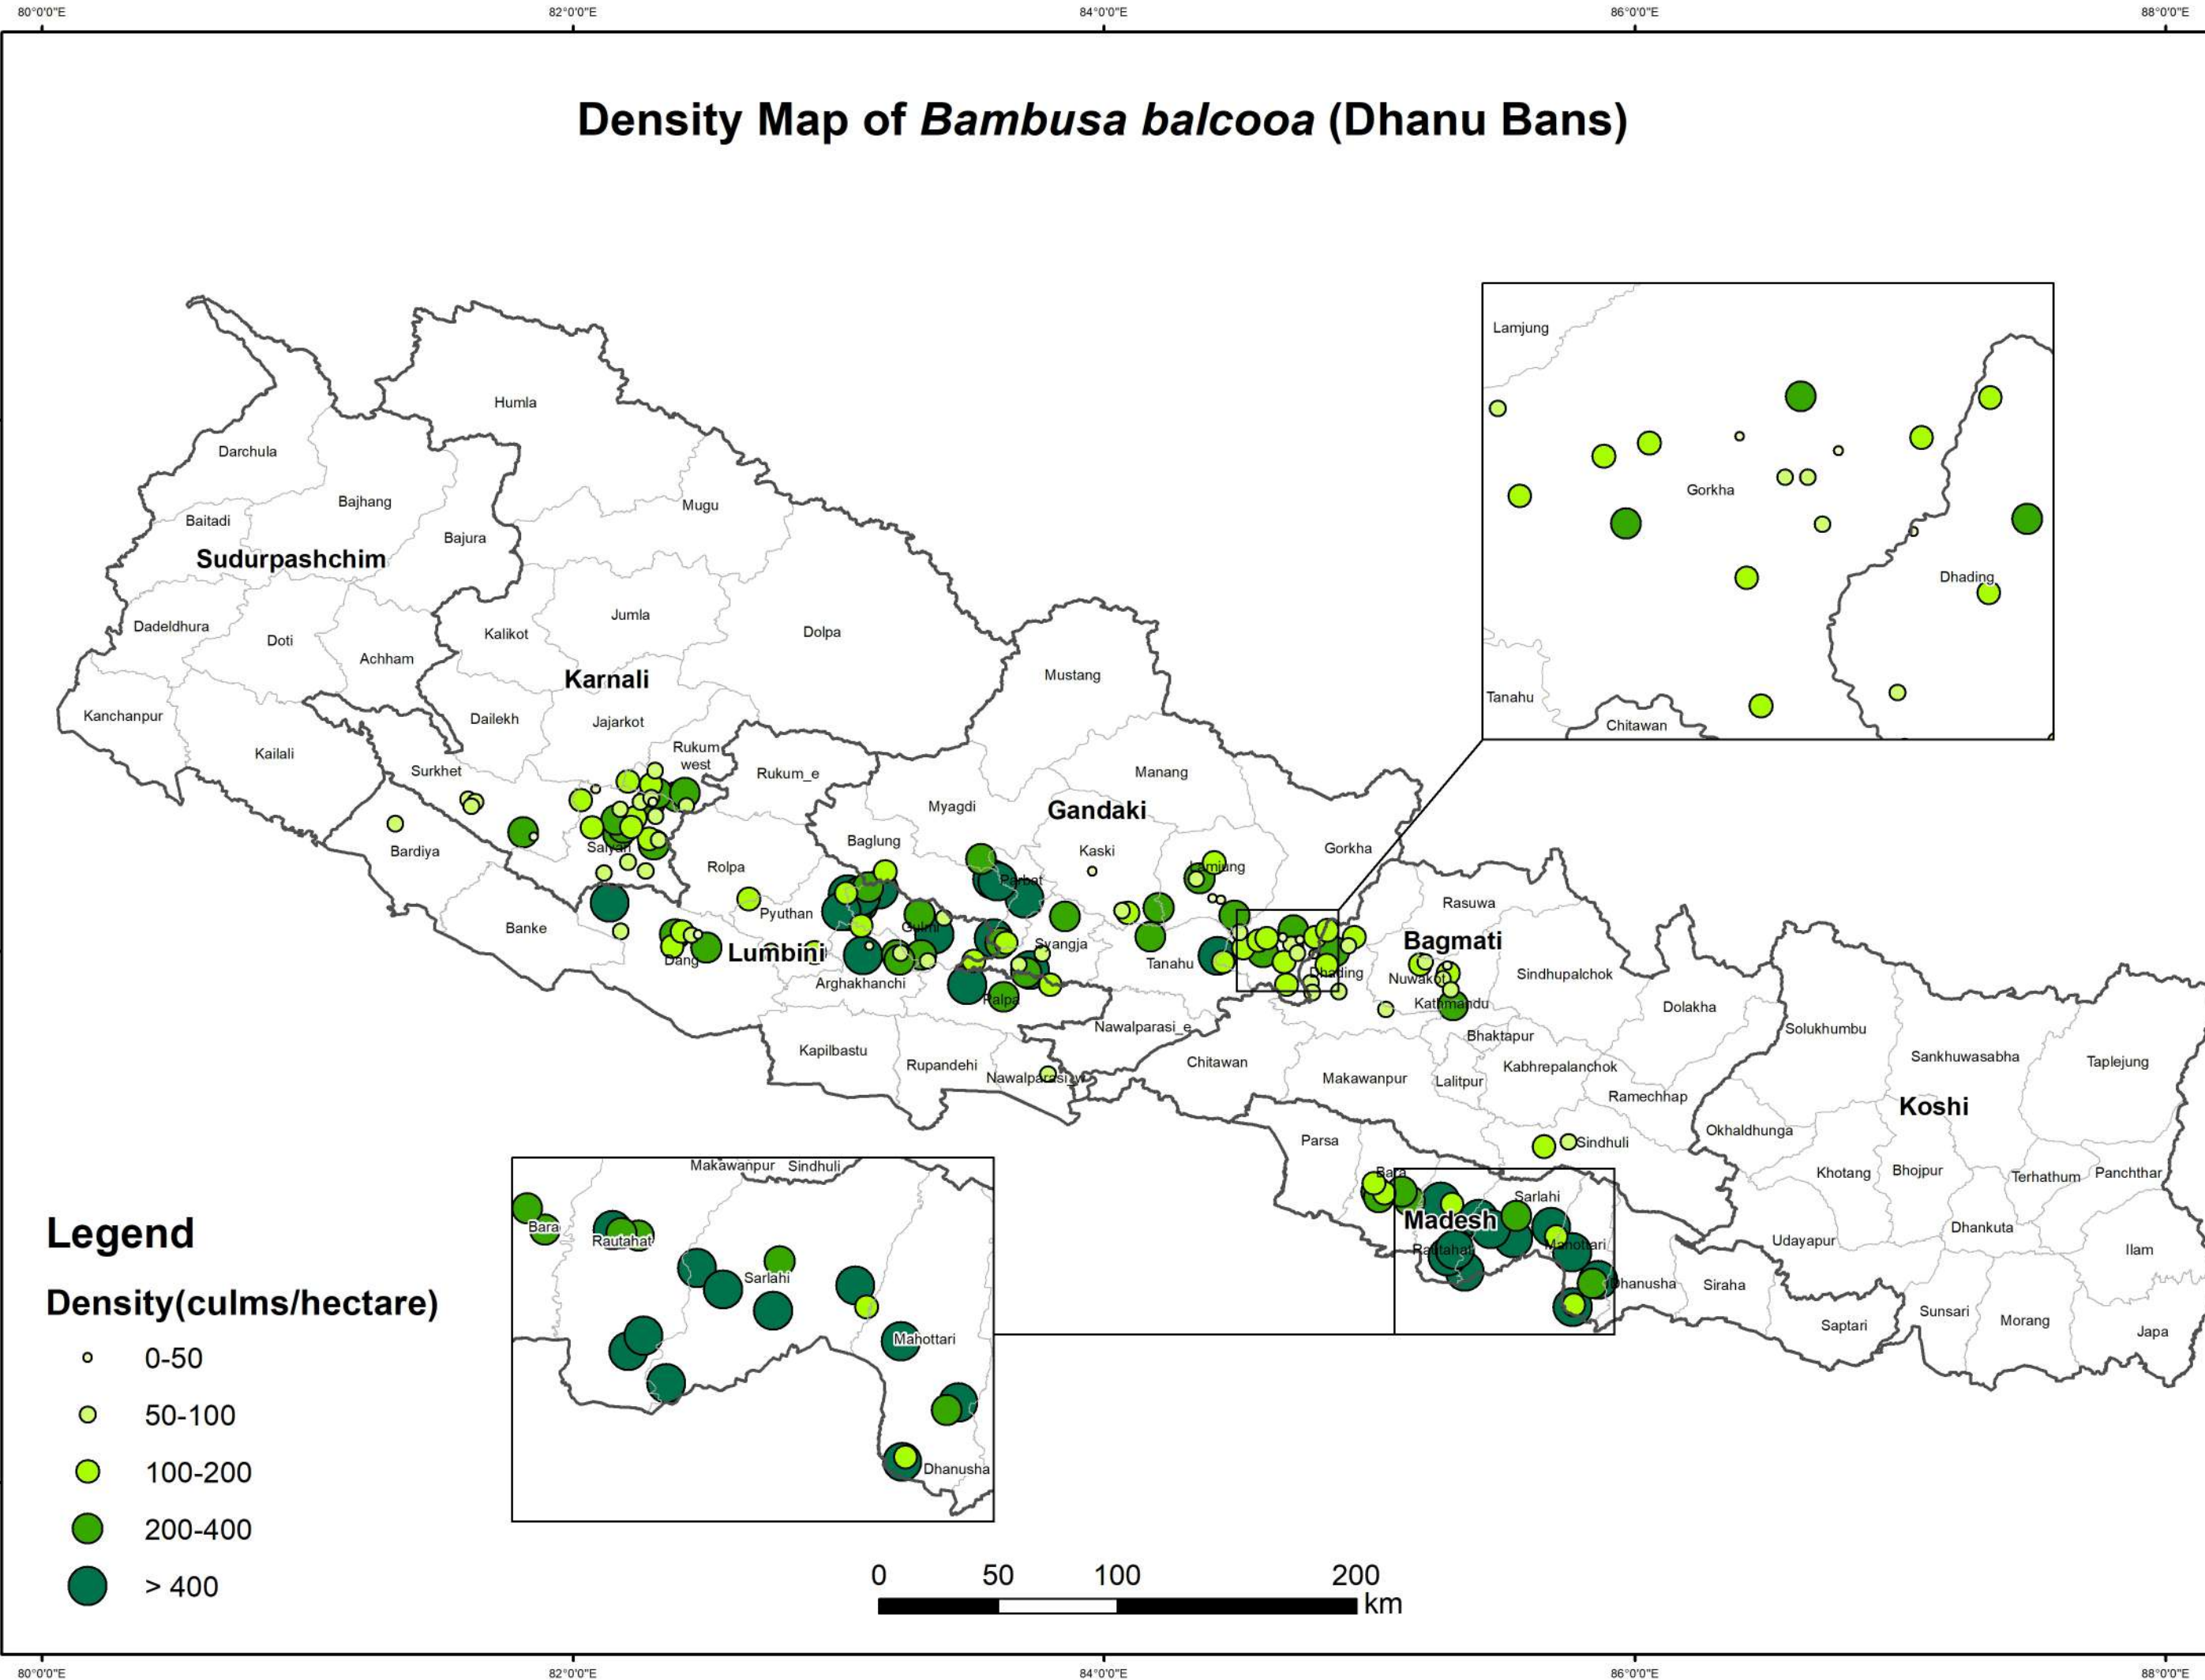 80°0'0"E
82°0'0"E
84°0'0"E
86°0'0"E
88°0'0"E
Density Map of Bambusa balcooa (Dhanu Bans)
Lamjung
Gorkha
Dhading
Tanahu
Chitawan
Humla
Darchula
Bajhang
Mugu
Baitadi
Bajura
Sudurpashchim
Jumla
Dadeldhura
Doti
Kalikot
Dolpa
Achham
Karnali
Mustang
Kanchanpur
Dailekh
Jajarkot
Kailali
Rukum
west
Surkhet
Rukum_e
Manang
Myagdi
Gandaki
Baglung
Salyan
Bardiya
Kaski
Gorkha
Rolpa
Lamjung
Parbat
Rasuwa
Pyuthan
Banke
Gulmi
Bagmati
Syangja
Lumbini
Dang
Tanahu
Dhading
Nuwakot
Sindhupalchok
Arghakhanchi
Palpa
Kathmandu
Dolakha
Nawalparasi_e
Solukhumbu
Bhaktapur
Kapilbastu
Sankhuwasabha
Rupandehi
Chitawan
Taplejung
Kabhrepalanchok
Nawalparasi_w
Makawanpur
Lalitpur
Ramechhap
Koshi
Parsa
Okhaldhunga
Sindhuli
Bara
Khotang
Bhojpur
Terhathum
Panchthar
Sarlahi
Madesh
Dhankuta
Rautahat
Mahottari
Udayapur
Ilam
Dhanusha
Siraha
Sunsari
Saptari
Morang
Japa
Makawanpur
Sindhuli
Bara
Rautahat
Sarlahi
Mahottari
Dhanusha
Legend
Density(culms/hectare)
0-50
50-100
100-200
200-400
> 400
0 50 100 200
km
80°0'0"E
82°0'0"E
84°0'0"E
86°0'0"E
88°0'0"E